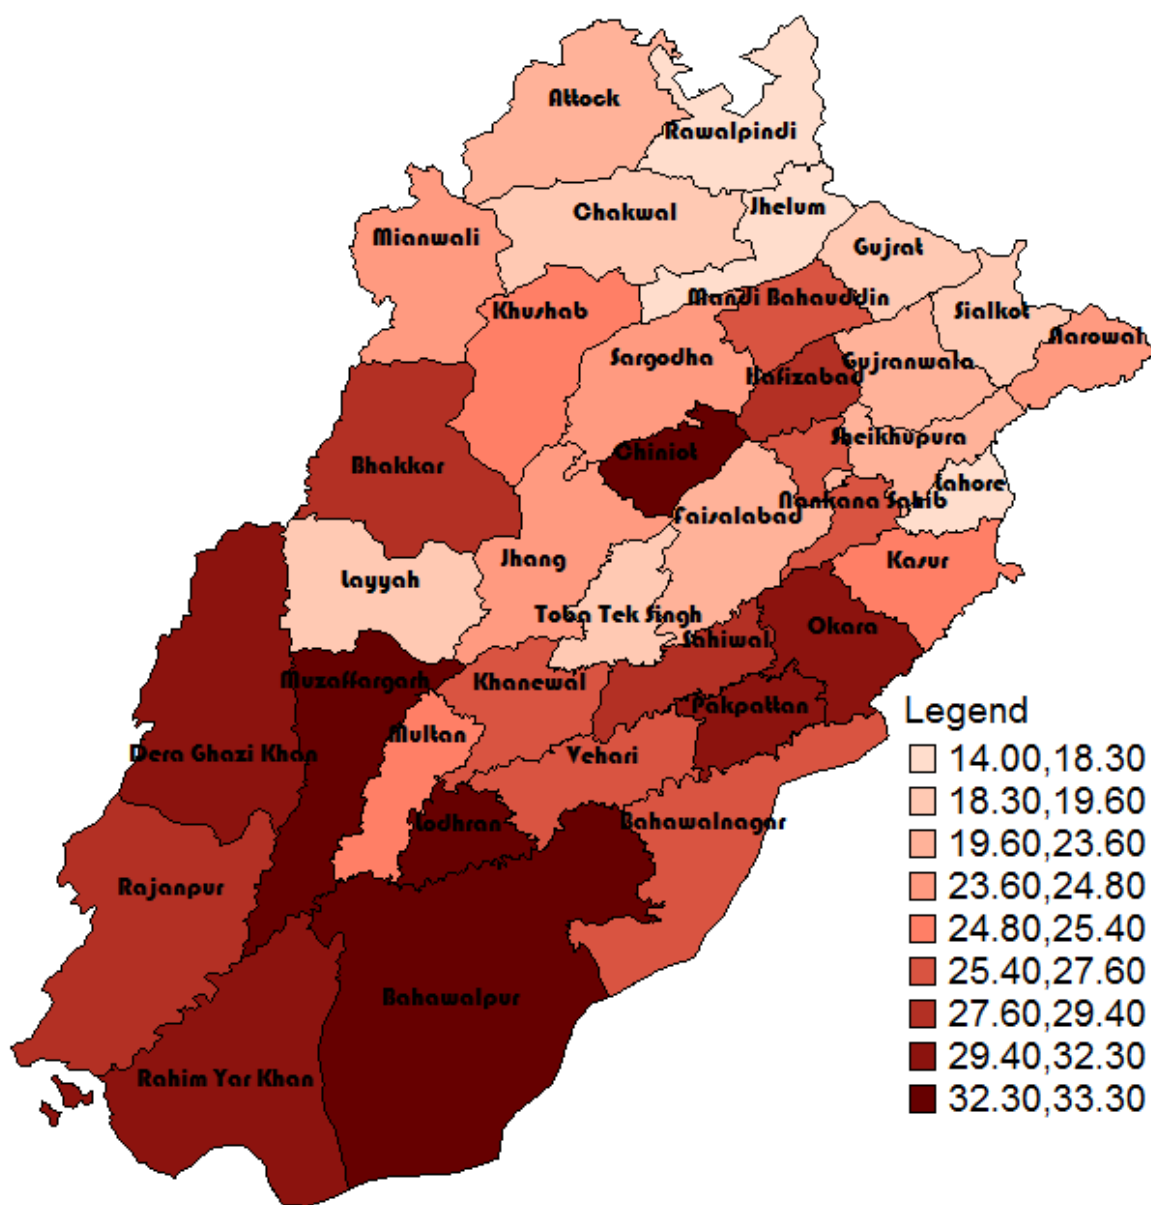 Attock
Rawalpindi
Chakwal
Jhelum
Mianwali
Gujrat
Khushab
Mandi Bahauddin
Sialkot
Narowal
Sargodha
Gujranwala
Hafizabad
Sheikhupura
Chiniot
Bhakkar
Lahore
Nankana Sahib
Faisalabad
Jhang
Kasur
Layyah
Toba Tek Singh
Okara
Sahiwal
Muzaffargarh
Khanewal
Pakpattan
Multan
Dera Ghazi Khan
Vehari
Lodhran
Bahawalnagar
Rajanpur
Bahawalpur
Rahim Yar Khan
Legend
14.00,18.30
18.30,19.60
19.60,23.60
23.60,24.80
24.80,25.40
25.40,27.60
27.60,29.40
29.40,32.30
32.30,33.30